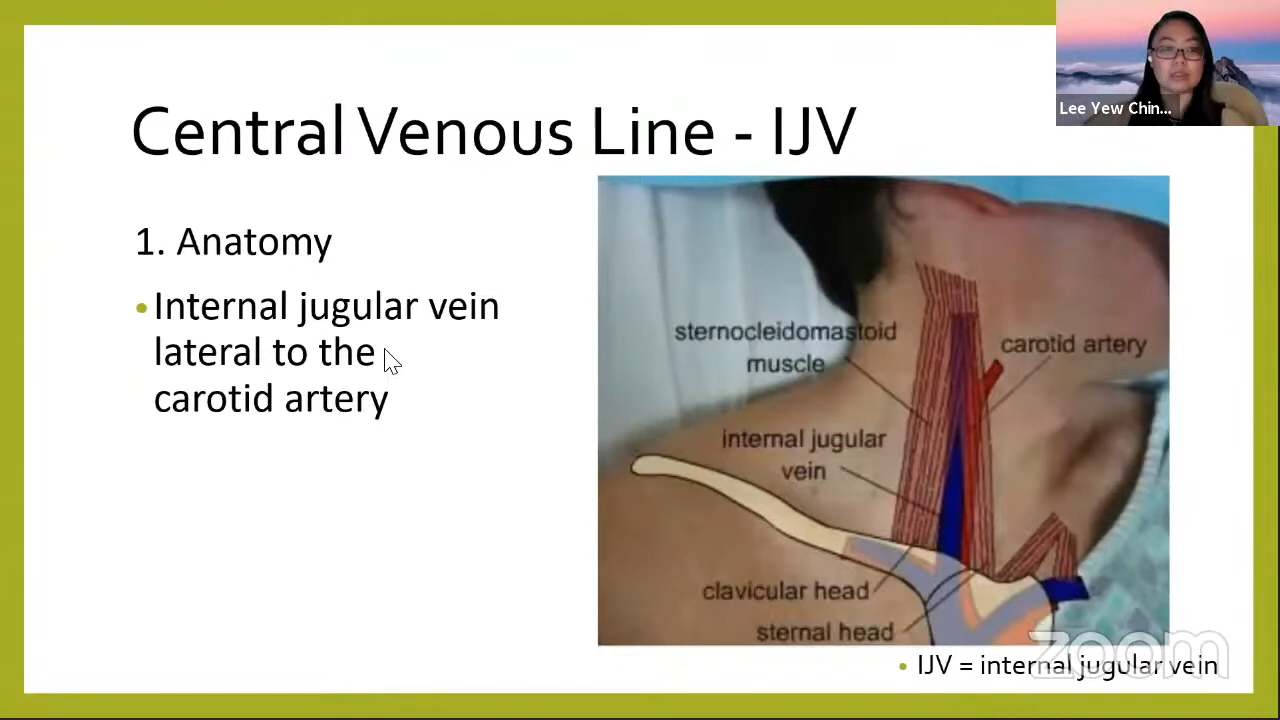 Lee Yew Chin...
Central Venous Line - IJV
1. Anatomy
• Internal jugular vein
lateral to the
carotid artery
sternocleidomastoid
muscle
carotid artery
internal jugular
vein
clavicular head
sternal head
zoom
• IJV = internal jugular vein